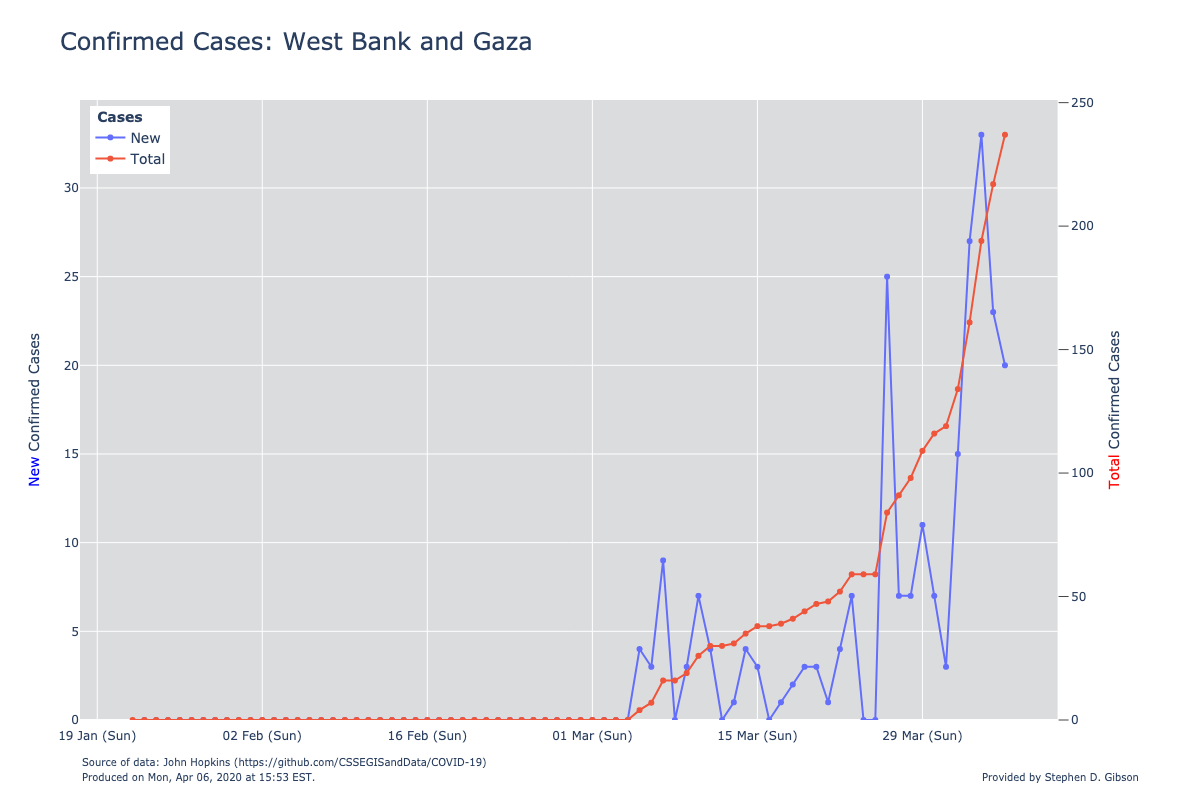 Confirmed Cases: West Bank and Gaza
Cases
New
Total
250
200
150
100
50
0
30
25
20
15
10
5
0
New Confirmed Cases
Total Confirmed Cases
19 Jan (Sun)
02 Feb (Sun)
16 Feb (Sun)
01 Mar (Sun)
15 Mar (Sun)
29 Mar (Sun)
Source of data: John Hopkins (https://github.com/CSSEGISandData/COVID-19)
Produced on Mon, Apr 06, 2020 at 15:53 EST.
Provided by Stephen D. Gibson